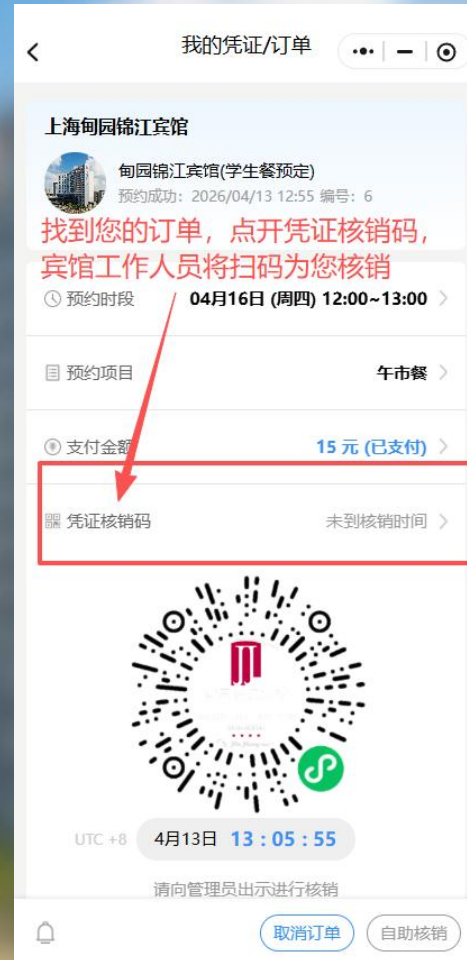 我的凭证/订单
上海甸园锦江宾馆
甸园锦江宾馆(学生餐预定)
预约成功：2026/04/13 12:55 编号：6
找到您的订单，点开凭证核销码，
宾馆工作人员将扫码为您核销
预约时段 04月16日 (周四) 12:00~13:00
预约项目 午市餐
支付金额 15 元 (已支付)
凭证核销码 未到核销时间
UTC +8 4月13日 13：05：55
请向管理员出示进行核销
取消订单 自助核销